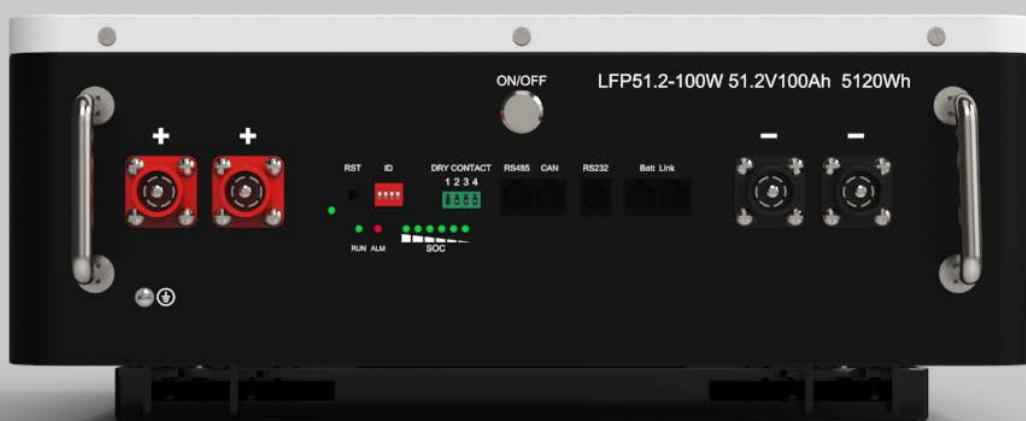 ON/OFF
LFP51.2-100W 51.2V100Ah 5120Wh
+ + − −
RST ID DRY CONTACT RS485 CAN RS232 Batt Link
1 2 3 4
RUN ALM SOC